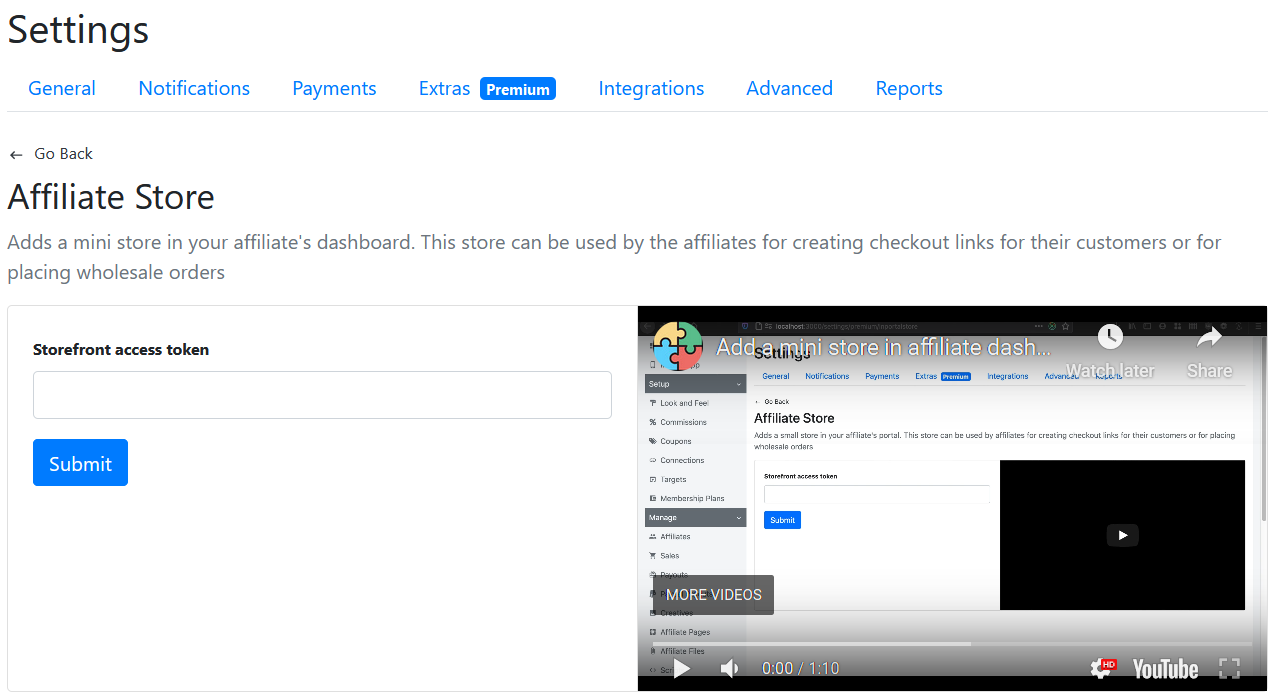 Settings
General Notifications Payments Extras Premium Integrations Advanced Reports
← Go Back
Affiliate Store
Adds a mini store in your affiliate's dashboard. This store can be used by the affiliates for creating checkout links for their customers or for
placing wholesale orders
Storefront access token
Submit
localhost:3000/settings/premium/inportalstore
Add a mini store in affiliate dash...
Watch later
Share
Settings
General Notifications Payments Extras Premium Integrations Advanced Reports
Setup
Look and Feel
Commissions
Coupons
Connections
Targets
Membership Plans
Manage
Affiliates
Sales
Payouts
Creatives
Affiliate Pages
Affiliate Files
← Go Back
Affiliate Store
Adds a small store in your affiliate's portal. This store can be used by affiliates for creating checkout links for their customers or for placing
wholesale orders
Storefront access token
Submit
MORE VIDEOS
0:00 / 1:10
HD
YouTube